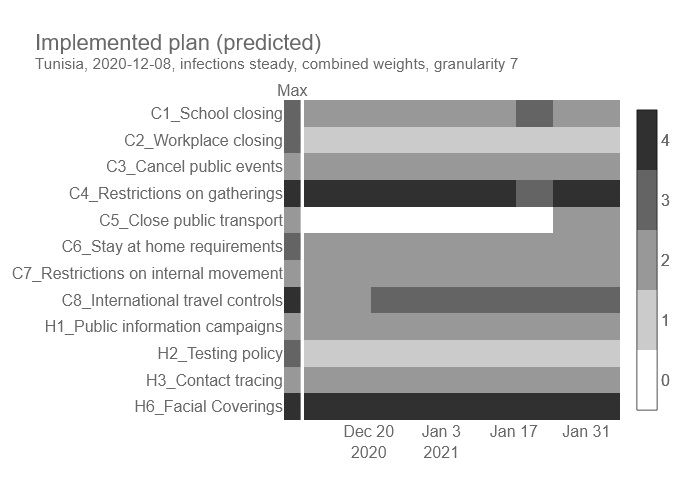 Implemented plan (predicted)
Tunisia, 2020-12-08, infections steady, combined weights, granularity 7
Max
C1_School closing
C2_Workplace closing
C3_Cancel public events
C4_Restrictions on gatherings
C5_Close public transport
C6_Stay at home requirements
C7_Restrictions on internal movement
C8_International travel controls
H1_Public information campaigns
H2_Testing policy
H3_Contact tracing
H6_Facial Coverings
Dec 20 Jan 3 Jan 17 Jan 31
2020 2021
4
3
2
1
0